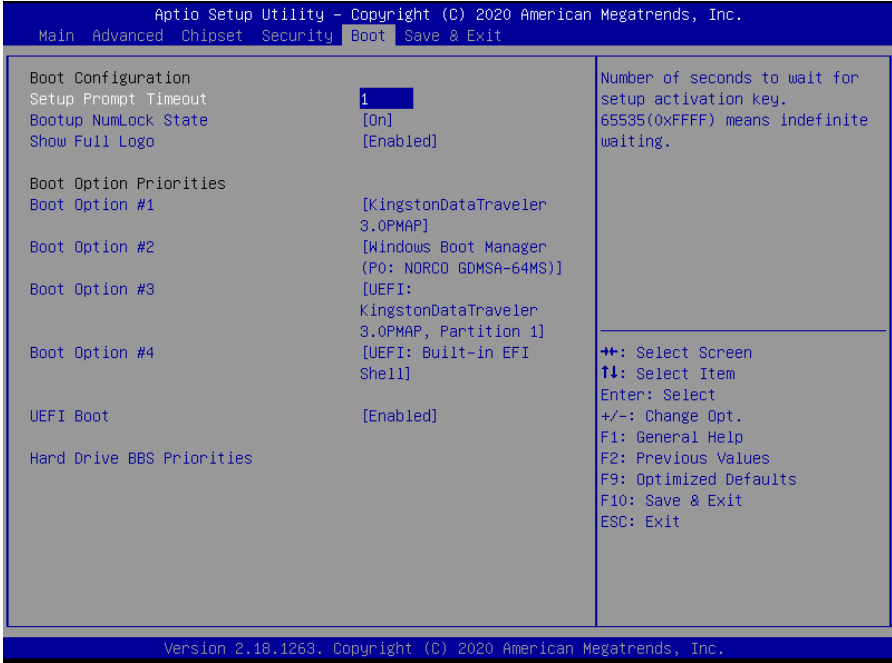 Aptio Setup Utility – Copyright (C) 2020 American Megatrends, Inc.
Main Advanced Chipset Security Boot Save & Exit
Boot Configuration
Setup Prompt Timeout 1
Bootup NumLock State [On]
Show Full Logo [Enabled]
Boot Option Priorities
Boot Option #1 [KingstonDataTraveler
3.0PMAP]
Boot Option #2 [Windows Boot Manager
(P0: NORCO GDMSA-64MS)]
Boot Option #3 [UEFI:
KingstonDataTraveler
3.0PMAP, Partition 1]
Boot Option #4 [UEFI: Built-in EFI
Shell]
UEFI Boot [Enabled]
Hard Drive BBS Priorities
Number of seconds to wait for
setup activation key.
65535(0xFFFF) means indefinite
waiting.
→←: Select Screen
↑↓: Select Item
Enter: Select
+/-: Change Opt.
F1: General Help
F2: Previous Values
F9: Optimized Defaults
F10: Save & Exit
ESC: Exit
Version 2.18.1263. Copyright (C) 2020 American Megatrends, Inc.